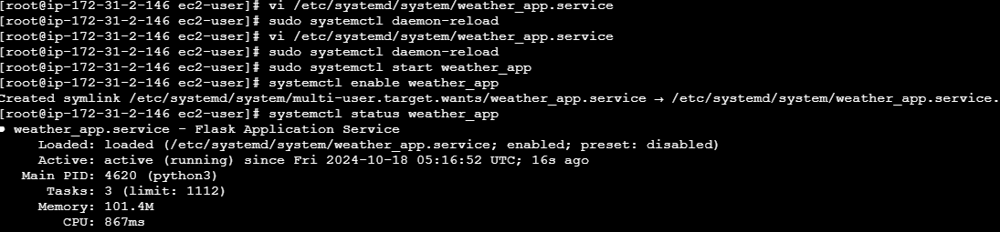 [root@ip-172-31-2-146 ec2-user]# vi /etc/systemd/system/weather_app.service
[root@ip-172-31-2-146 ec2-user]# sudo systemctl daemon-reload
[root@ip-172-31-2-146 ec2-user]# vi /etc/systemd/system/weather_app.service
[root@ip-172-31-2-146 ec2-user]# sudo systemctl daemon-reload
[root@ip-172-31-2-146 ec2-user]# sudo systemctl start weather_app
[root@ip-172-31-2-146 ec2-user]# systemctl enable weather_app
Created symlink /etc/systemd/system/multi-user.target.wants/weather_app.service → /etc/systemd/system/weather_app.service.
[root@ip-172-31-2-146 ec2-user]# systemctl status weather_app
● weather_app.service - Flask Application Service
Loaded: loaded (/etc/systemd/system/weather_app.service; enabled; preset: disabled)
Active: active (running) since Fri 2024-10-18 05:16:52 UTC; 16s ago
Main PID: 4620 (python3)
Tasks: 3 (limit: 1112)
Memory: 101.4M
CPU: 867ms